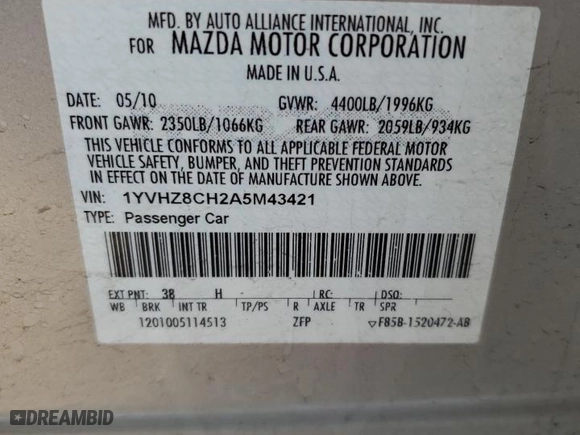 MFD. BY AUTO ALLIANCE INTERNATIONAL, INC.
FOR MAZDA MOTOR CORPORATION
MADE IN U.S.A.
DATE: 05/10 GVWR: 4400LB/1996KG
FRONT GAWR: 2350LB/1066KG REAR GAWR: 2059LB/934KG
THIS VEHICLE CONFORMS TO ALL APPLICABLE FEDERAL MOTOR
VEHICLE SAFETY, BUMPER, AND THEFT PREVENTION STANDARDS
IN EFFECT ON THE DATE OF MANUFACTURE SHOWN ABOVE.
VIN: 1YVHZ8CH2A5M43421
TYPE: Passenger Car
EXT PNT: 38 H RC: DSO:
WB BRK INT TR TP/PS R AXLE TR SPR
1201005114513 ZFP ▽F85B-1520472-AB
DREAMBID